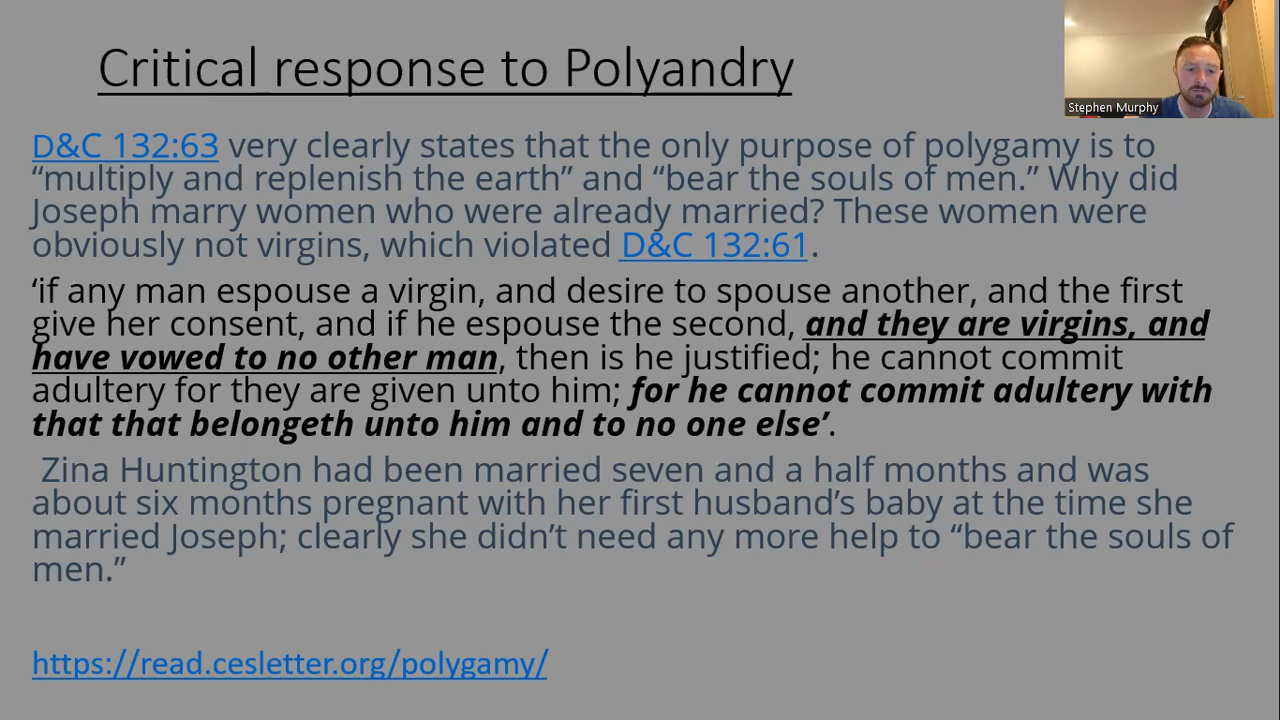 Critical response to Polyandry
Stephen Murphy
D&C 132:63 very clearly states that the only purpose of polygamy is to
“multiply and replenish the earth” and “bear the souls of men.” Why did
Joseph marry women who were already married? These women were
obviously not virgins, which violated D&C 132:61.
‘if any man espouse a virgin, and desire to spouse another, and the first
give her consent, and if he espouse the second, and they are virgins, and
have vowed to no other man, then is he justified; he cannot commit
adultery for they are given unto him; for he cannot commit adultery with
that that belongeth unto him and to no one else’.
Zina Huntington had been married seven and a half months and was
about six months pregnant with her first husband’s baby at the time she
married Joseph; clearly she didn’t need any more help to “bear the souls of
men.”
https://read.cesletter.org/polygamy/